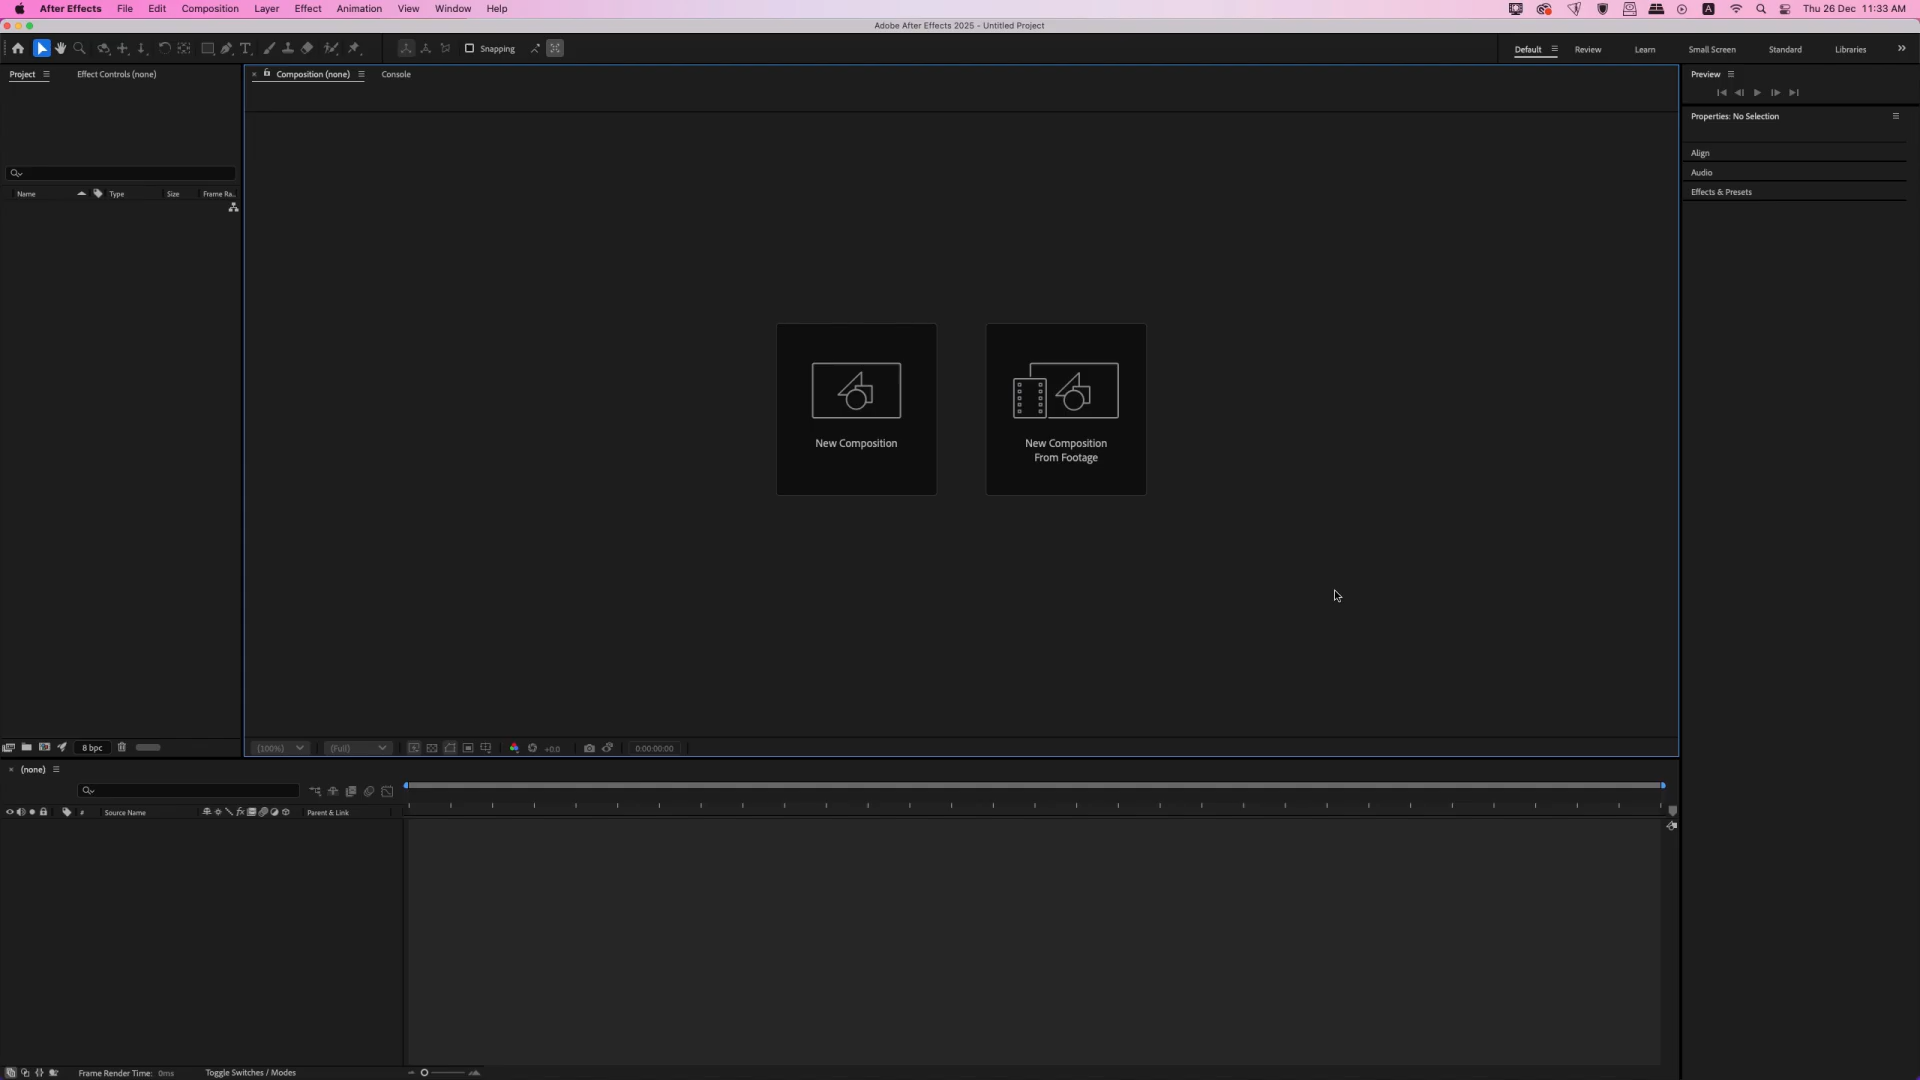 After Effects File Edit Composition Layer Effect Animation View Window Help A Thu 26 Dec 11:33 AM
Adobe After Effects 2025 - Untitled Project
Snapping Default Review Learn Small Screen Standard Libraries
Project Effect Controls (none) Composition (none) Console Preview
Properties: No Selection
Align
Audio
Effects & Presets
Name Type Size Frame Ra..
New Composition
New Composition
From Footage
8 bpc (100%) (Full) +0.0 0:00:00:00
(none)
# Source Name fx Parent & Link
Frame Render Time: 0ms Toggle Switches / Modes